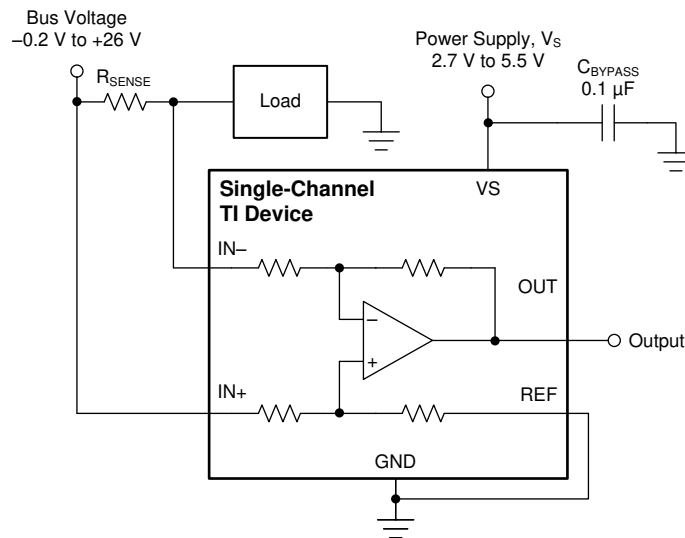 Bus Voltage
–0.2 V to +26 V
R_SENSE
Load
Power Supply, V_S
2.7 V to 5.5 V
C_BYPASS
0.1 µF
Single-Channel
TI Device
VS
IN–
OUT
–
+
Output
IN+
REF
GND